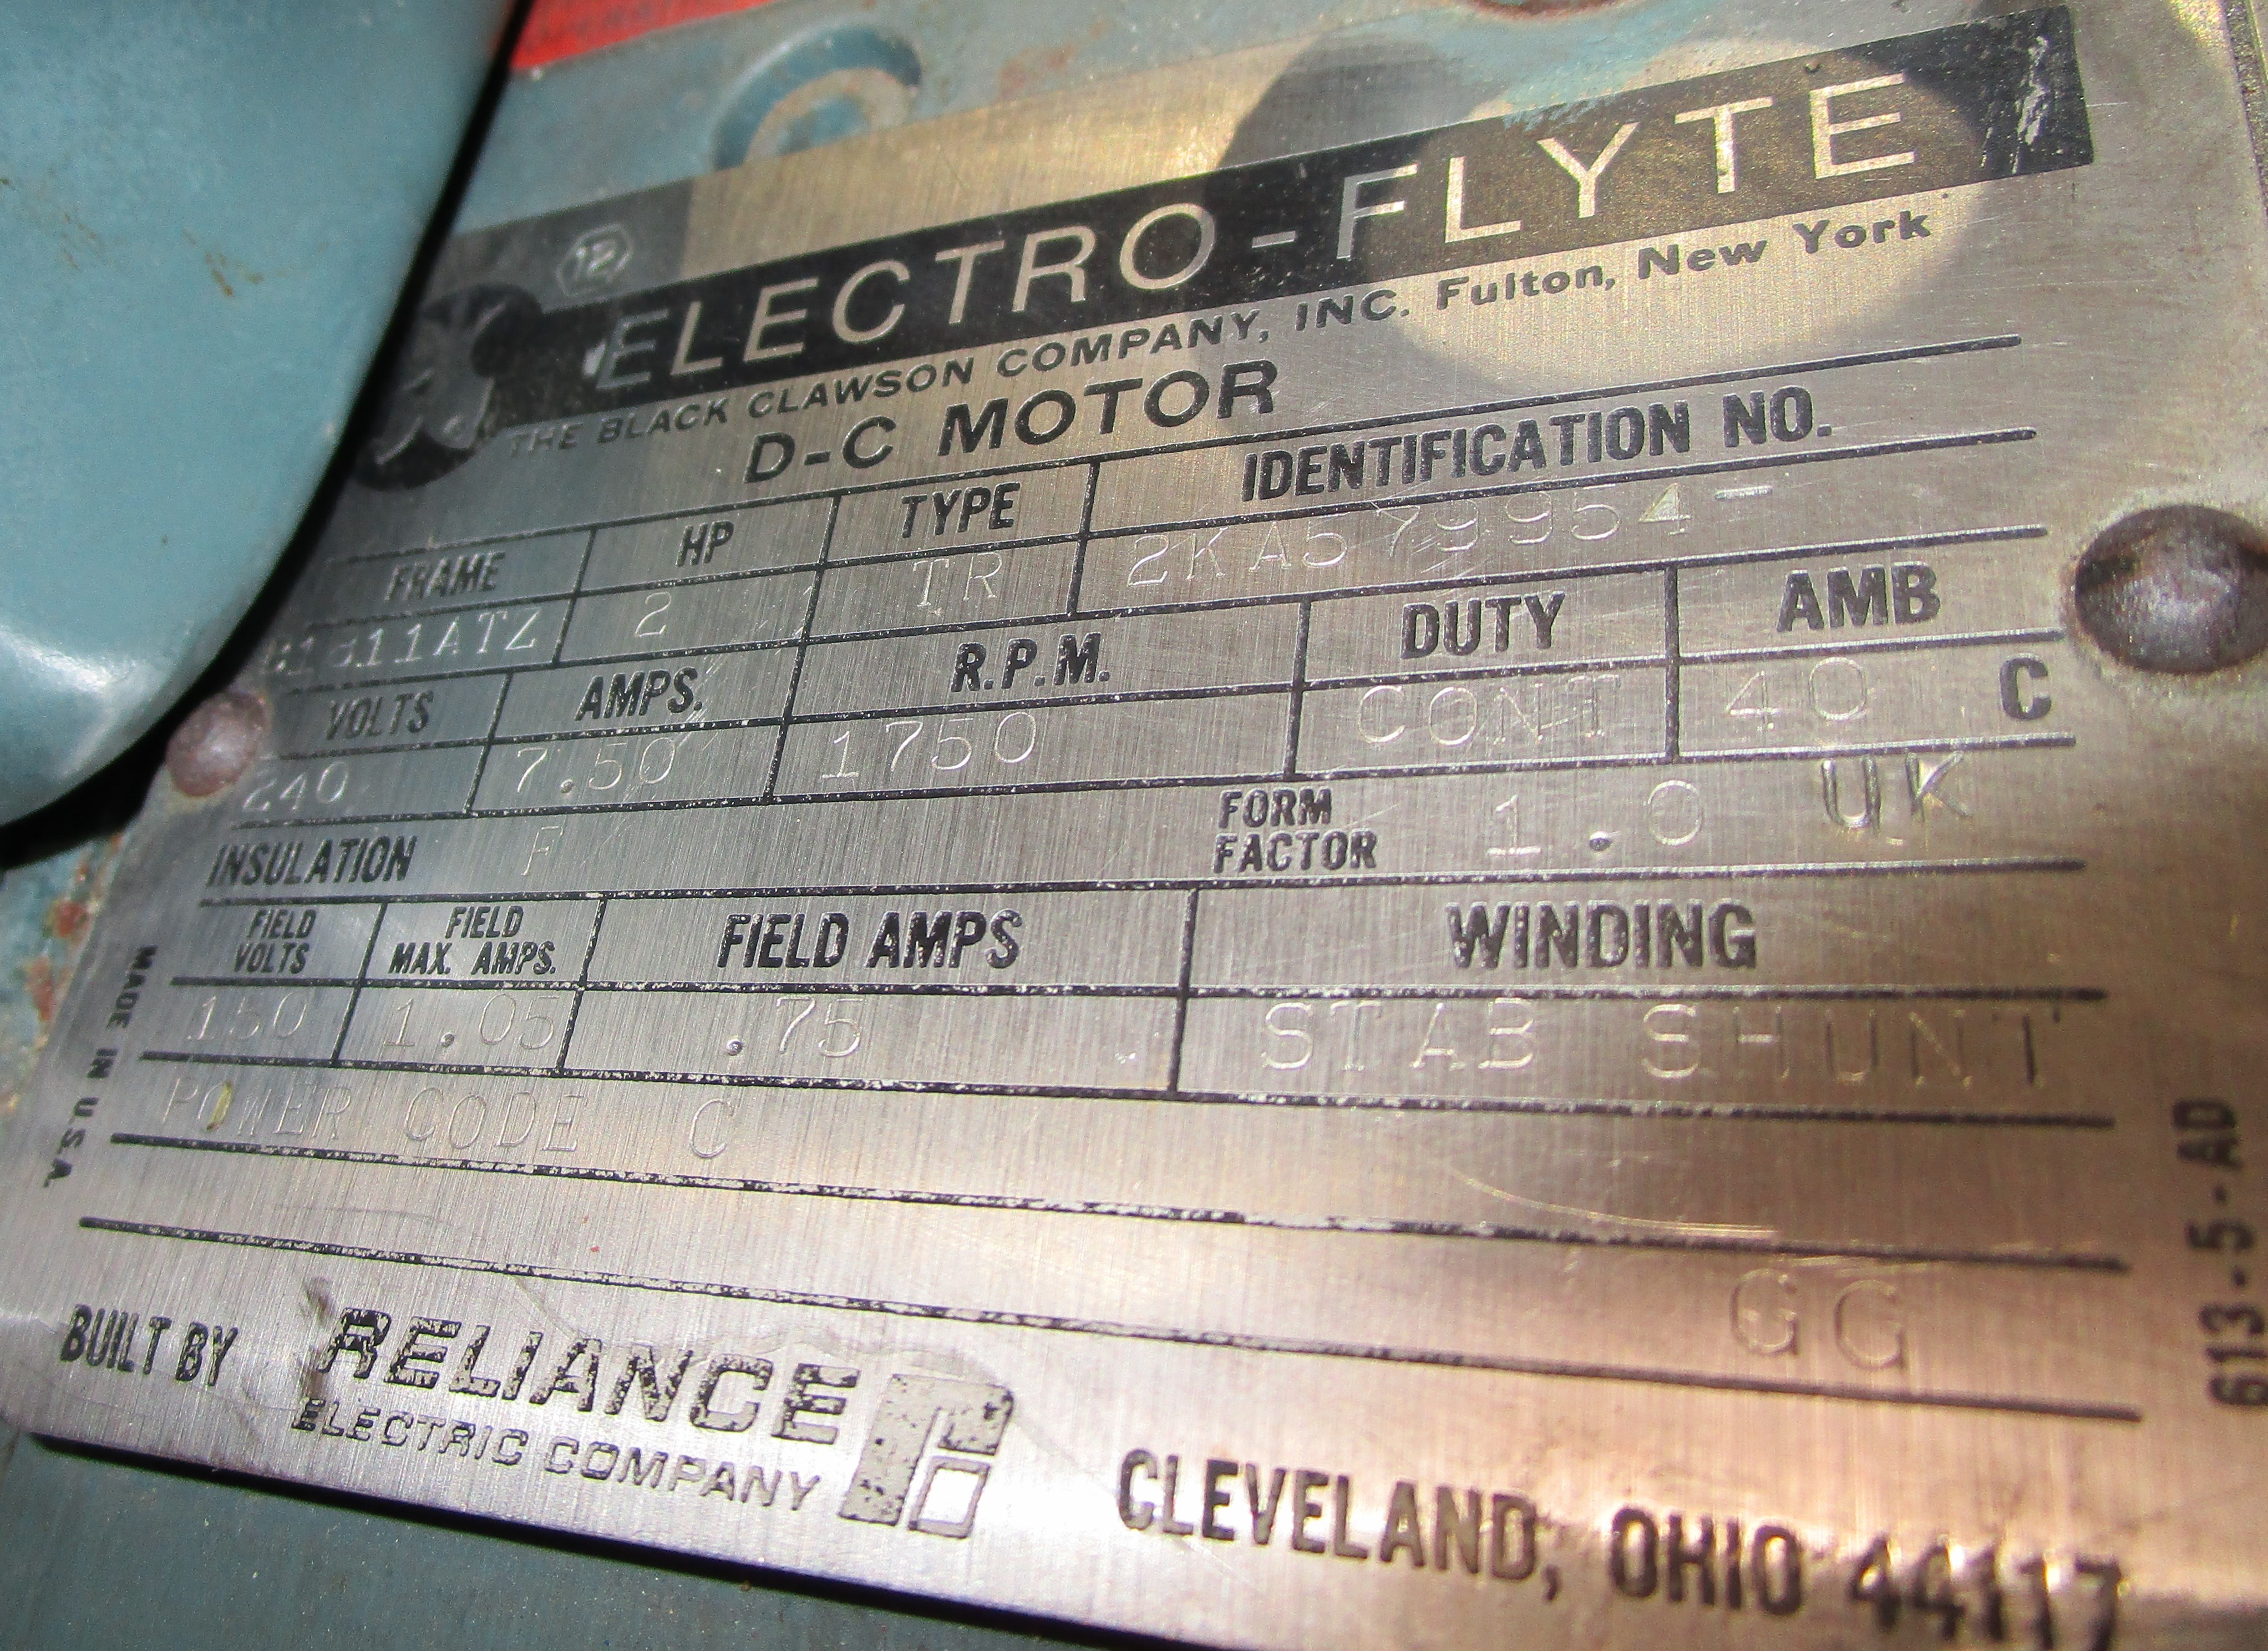 12
ELECTRO-FLYTE
THE BLACK CLAWSON COMPANY, INC. Fulton, New York
D-C MOTOR
FRAME HP TYPE IDENTIFICATION NO.
2 TR 2KA579954-
VOLTS AMPS. R.P.M. DUTY AMB
240 7.50 1750 CONT 40 C
INSULATION F FORM FACTOR 1.0 UK
FIELD VOLTS FIELD MAX. AMPS. FIELD AMPS WINDING
150 1.05 .75 STAB SHUNT
POWER CODE C
GG
BUILT BY RELIANCE
ELECTRIC COMPANY
CLEVELAND, OHIO 44117
MADE IN U.S.A.
613-5-AD